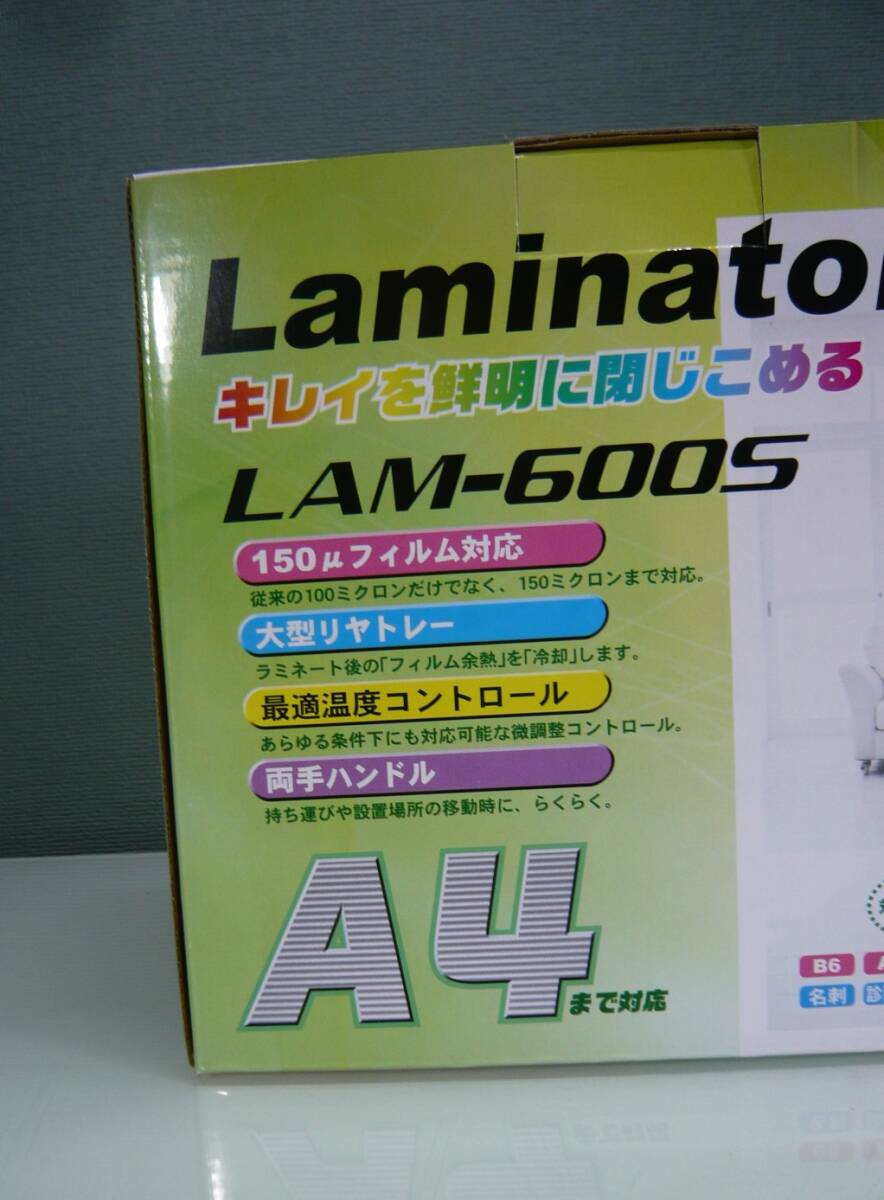 Laminator
キレイを鮮明に閉じこめる
LAM-600S
150μフィルム対応
従来の100ミクロンだけでなく、150ミクロンまで対応。
大型リヤトレー
ラミネート後の｢フィルム余熱｣を｢冷却｣します。
最適温度コントロール
あらゆる条件下にも対応可能な微調整コントロール。
両手ハンドル
持ち運びや設置場所の移動時に、らくらく。
A4まで対応
B6
名刺